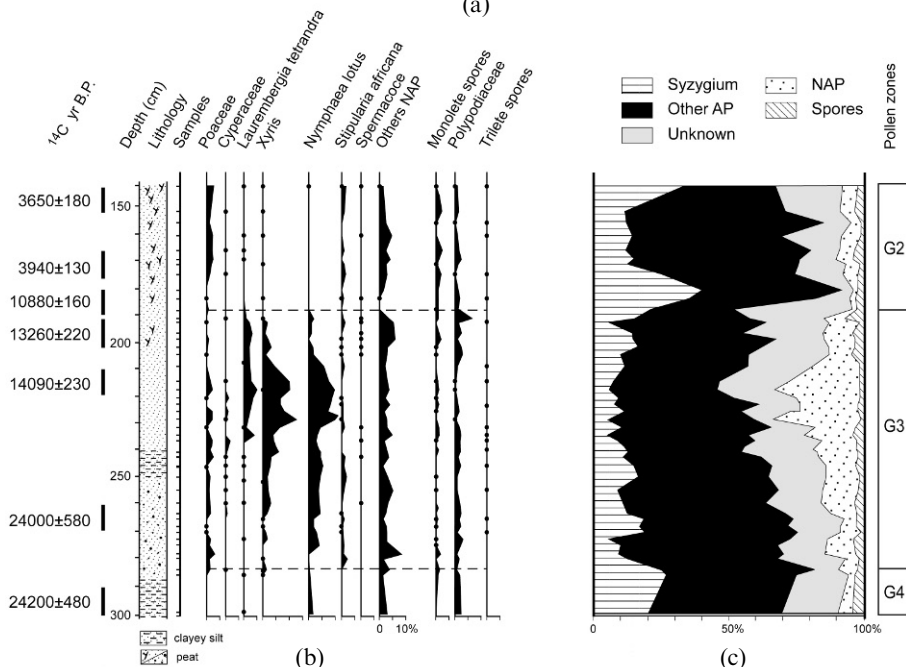 (a)
¹⁴C yr B.P.
Depth (cm)
Lithology
Samples
Poaceae
Cyperaceae
Laurembergia tetrandra
Xyris
Nymphaea lotus
Stipularia africana
Spermacoce
Others NAP
Monolete spores
Polypodiaceae
Trilete spores
Syzygium
Other AP
Unknown
NAP
Spores
Pollen zones
3650±180
3940±130
10880±160
13260±220
14090±230
24000±580
24200±480
150
200
250
300
0 10%
clayey silt
peat
(b)
G2
G3
G4
0 50% 100%
(c)